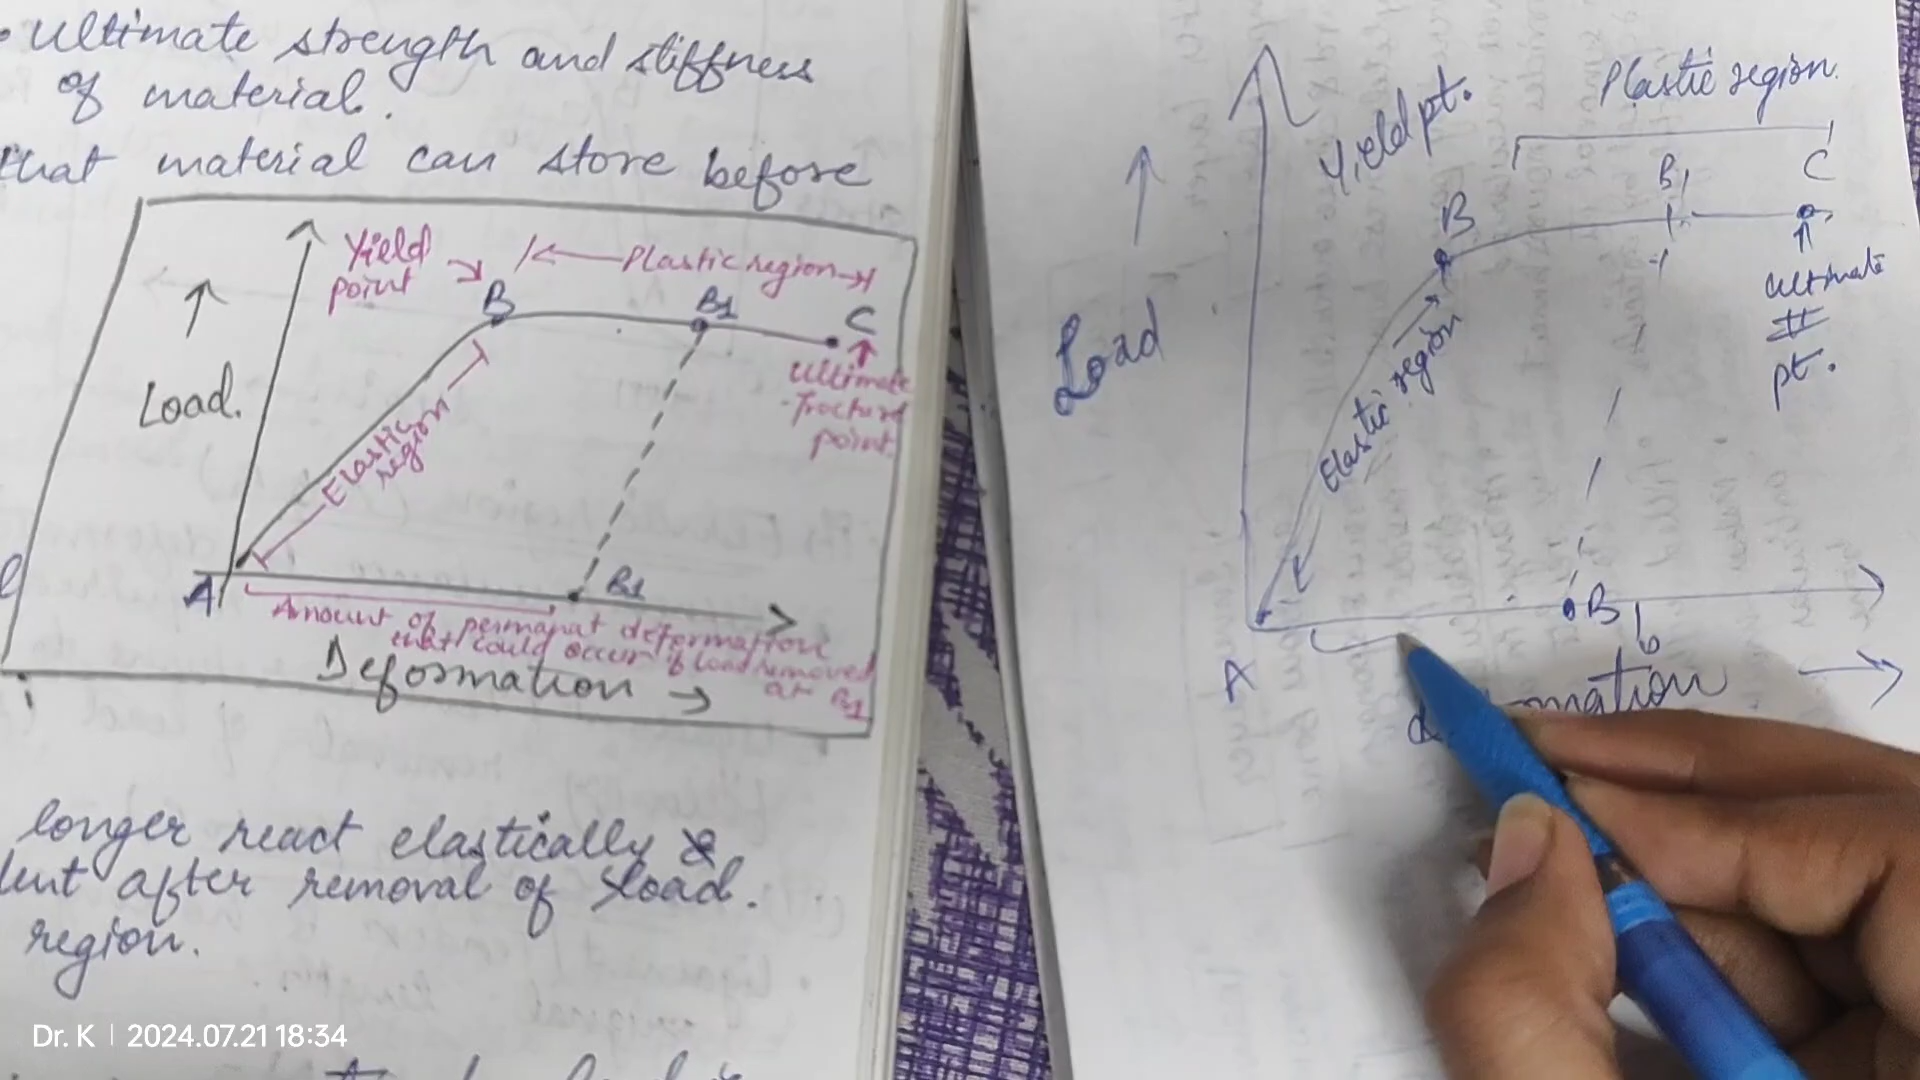 • Ultimate strength and stiffness
of material.
that material can store before
Yield
point
B
Plastic region
B1
C
Ultimate
Fracture
point
Load.
Elastic
region
A
B1
Amount of permanat deformation
that could occur if load removed
at B1
Deformation →
longer react elastically &
after removal of load.
region.
Dr. K | 2024.07.21 18:34
Plastic region
Yield pt.
B
B1
C
Ultimate
pt.
Load
Elastic region
B1
A
mation